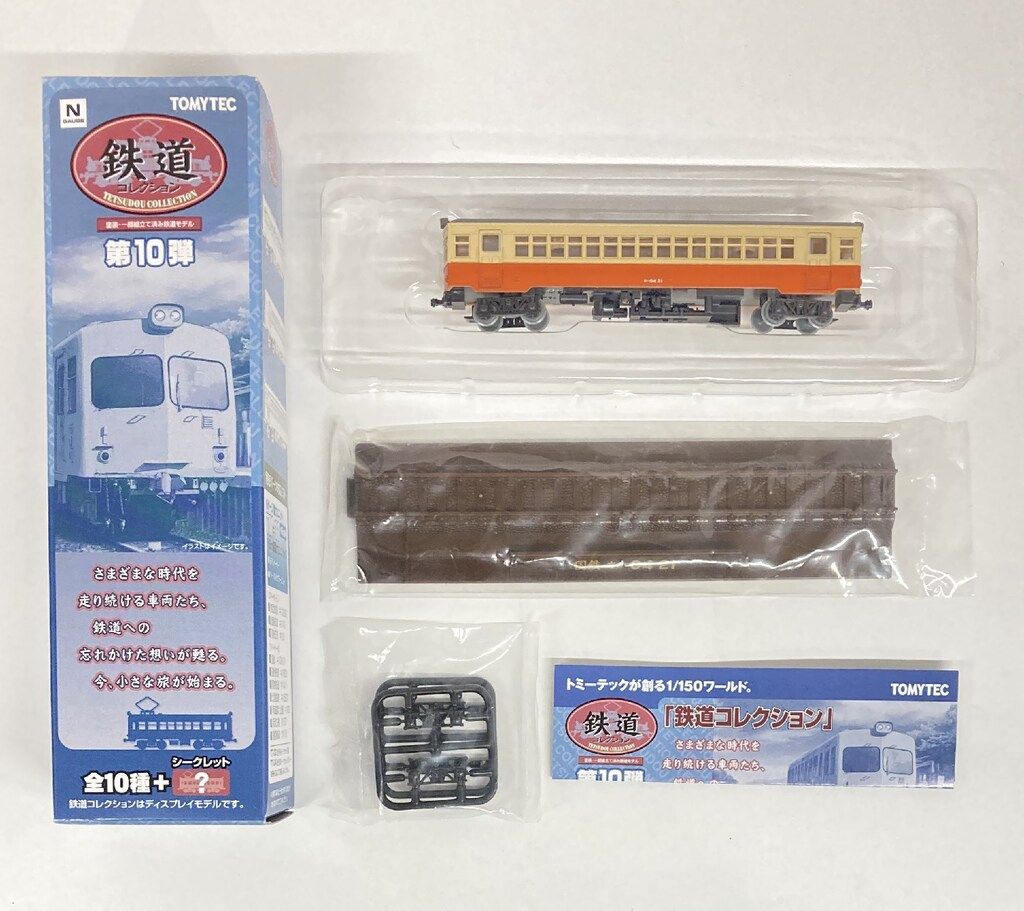 N
GAUGE
TOMYTEC
鉄道
コレクション
TETSUDOU COLLECTION
塗装・一部組立て済み鉄道モデル
第10弾
イラストはイメージです。
さまざまな時代を
走り続ける車両たち、
鉄道への
忘れかけた想いが甦る。
今、小さな旅が始まる。
全10種+
シークレット
?
鉄道コレクションはディスプレイモデルです。
トミーテックが創る1/150ワールド。
TOMYTEC
鉄道
コレクション
TETSUDOU COLLECTION
「鉄道コレクション」
第10弾
さまざまな時代を
走り続ける車両たち、
鉄道への